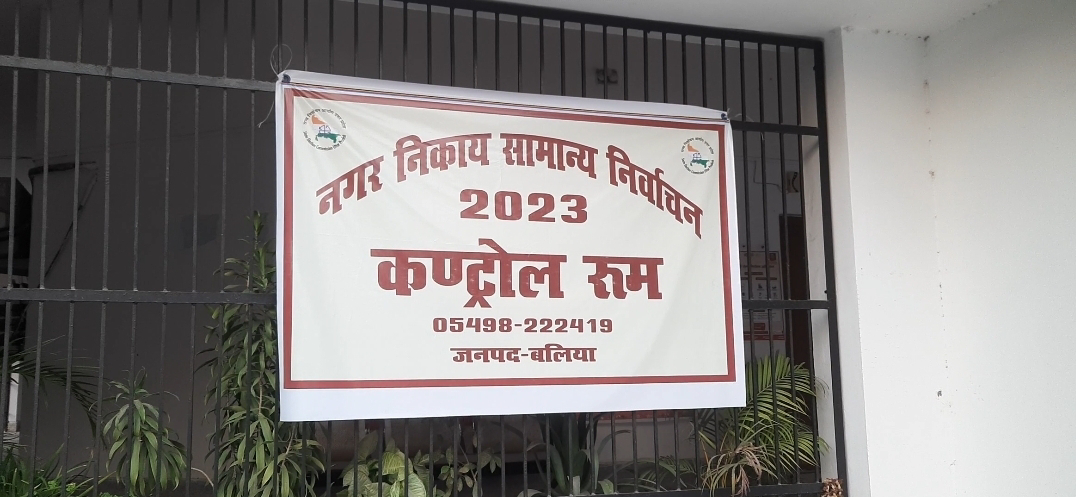 नगर निकाय सामान्य निर्वाचन
2023
कण्ट्रोल रूम
05498-222419
जनपद-बलिया